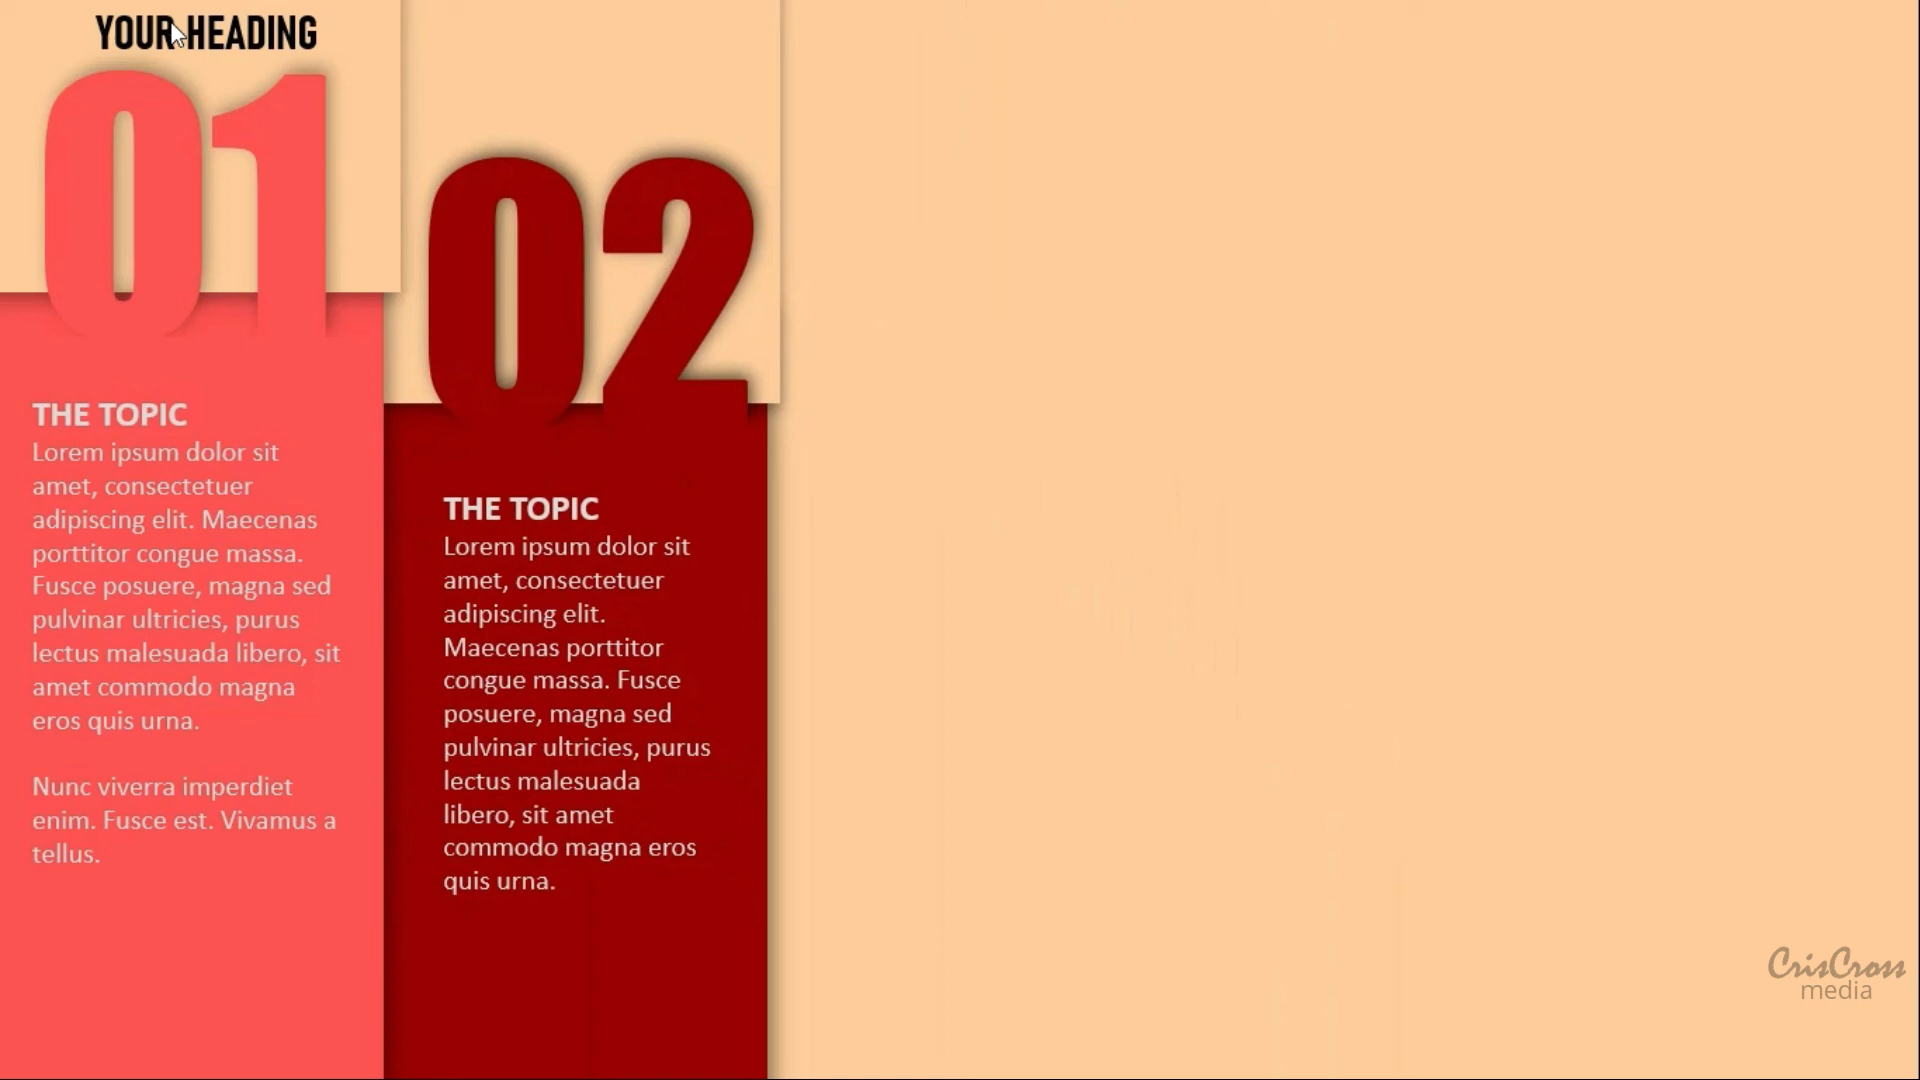 YOUR HEADING
01
THE TOPIC
Lorem ipsum dolor sit
amet, consectetuer
adipiscing elit. Maecenas
porttitor congue massa.
Fusce posuere, magna sed
pulvinar ultricies, purus
lectus malesuada libero, sit
amet commodo magna
eros quis urna.
Nunc viverra imperdiet
enim. Fusce est. Vivamus a
tellus.
02
THE TOPIC
Lorem ipsum dolor sit
amet, consectetuer
adipiscing elit.
Maecenas porttitor
congue massa. Fusce
posuere, magna sed
pulvinar ultricies, purus
lectus malesuada
libero, sit amet
commodo magna eros
quis urna.
CrisCross
media